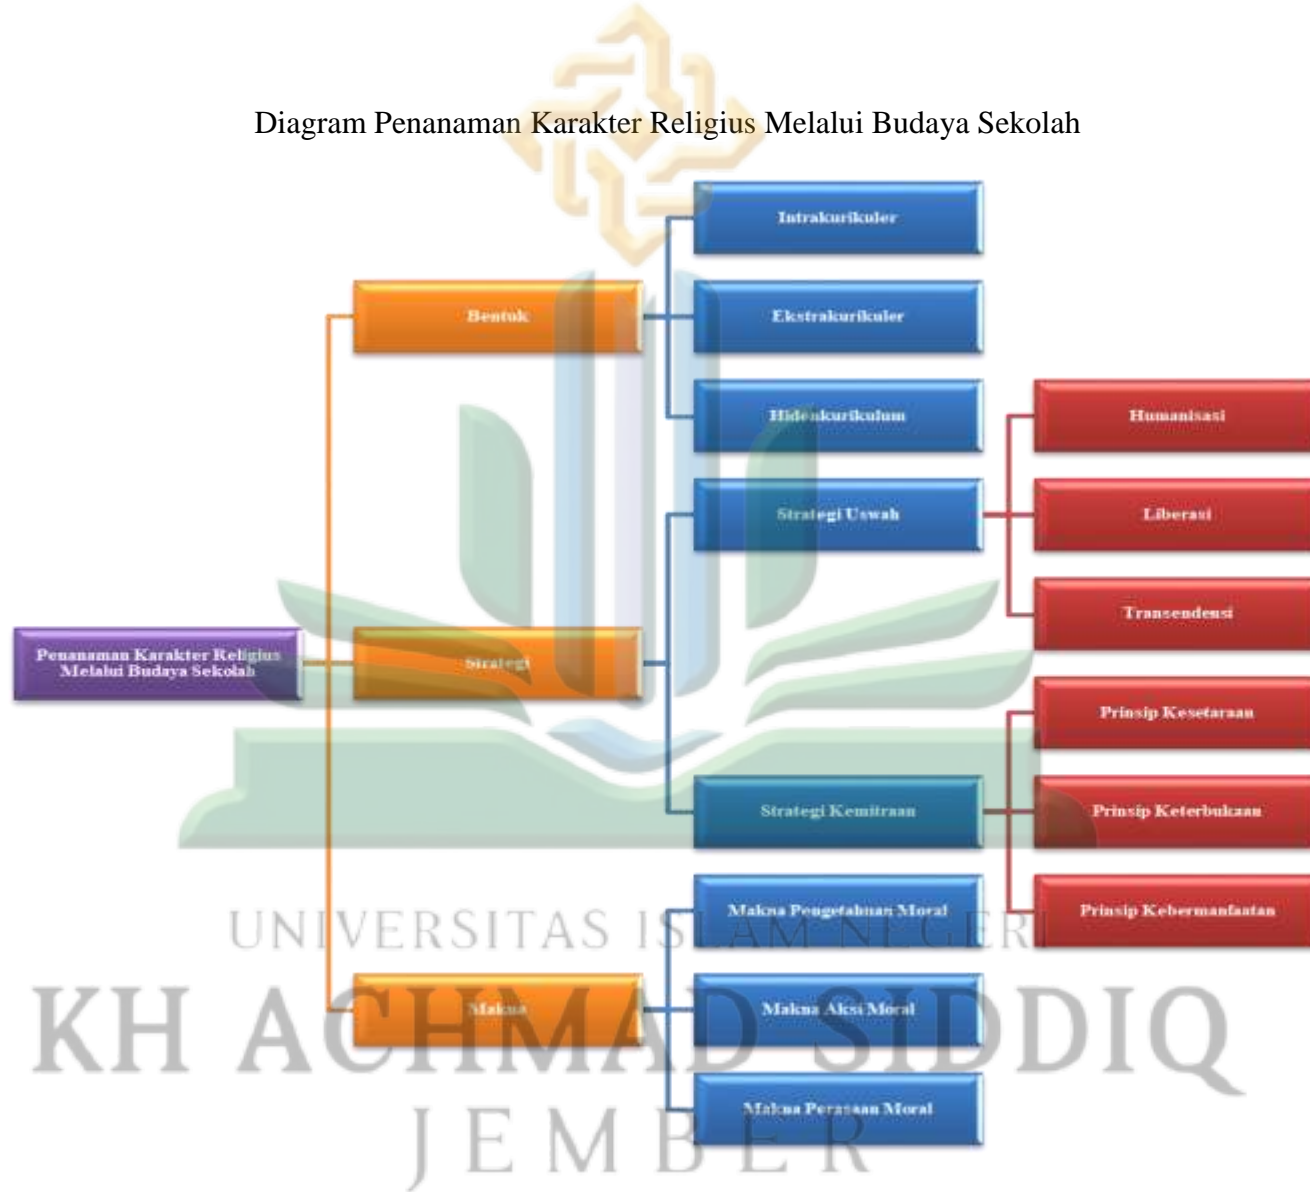 Diagram Penanaman Karakter Religius Melalui Budaya Sekolah
Penanaman Karakter Religius
Melalui Budaya Sekolah
Bentuk
Intrakurikuler
Ekstrakurikuler
Hidenkurikulum
Strategi
Strategi Uswah
Humanisasi
Liberasi
Transendensi
Strategi Kemitraan
Prinsip Kesetaraan
Prinsip Keterbukaan
Prinsip Kebermanfaatan
Makna
Makna Pengetahuan Moral
Makna Aksi Moral
Makna Perasaan Moral
UNIVERSITAS ISLAM NEGERI
KH ACHMAD SIDDIQ
JEMBER